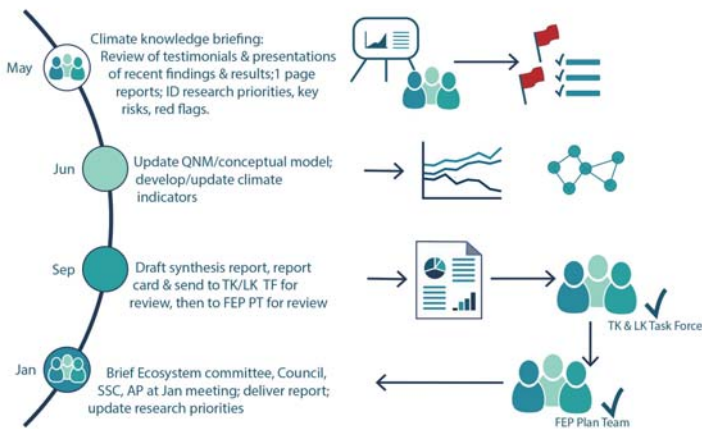 Climate knowledge briefing:
May
Review of testimonials & presentations
of recent findings & results;1 page
reports; ID research priorities, key
risks, red flags.
Jun
Update QNM/conceptual model;
develop/update climate
indicators
Sep
Draft synthesis report, report
card & send to TK/LK TF for
review, then to FEP PT for review
TK & LK Task Force
Jan
Brief Ecosystem committee, Council,
SSC, AP at Jan meeting; deliver report;
update research priorities
FEP Plan Team